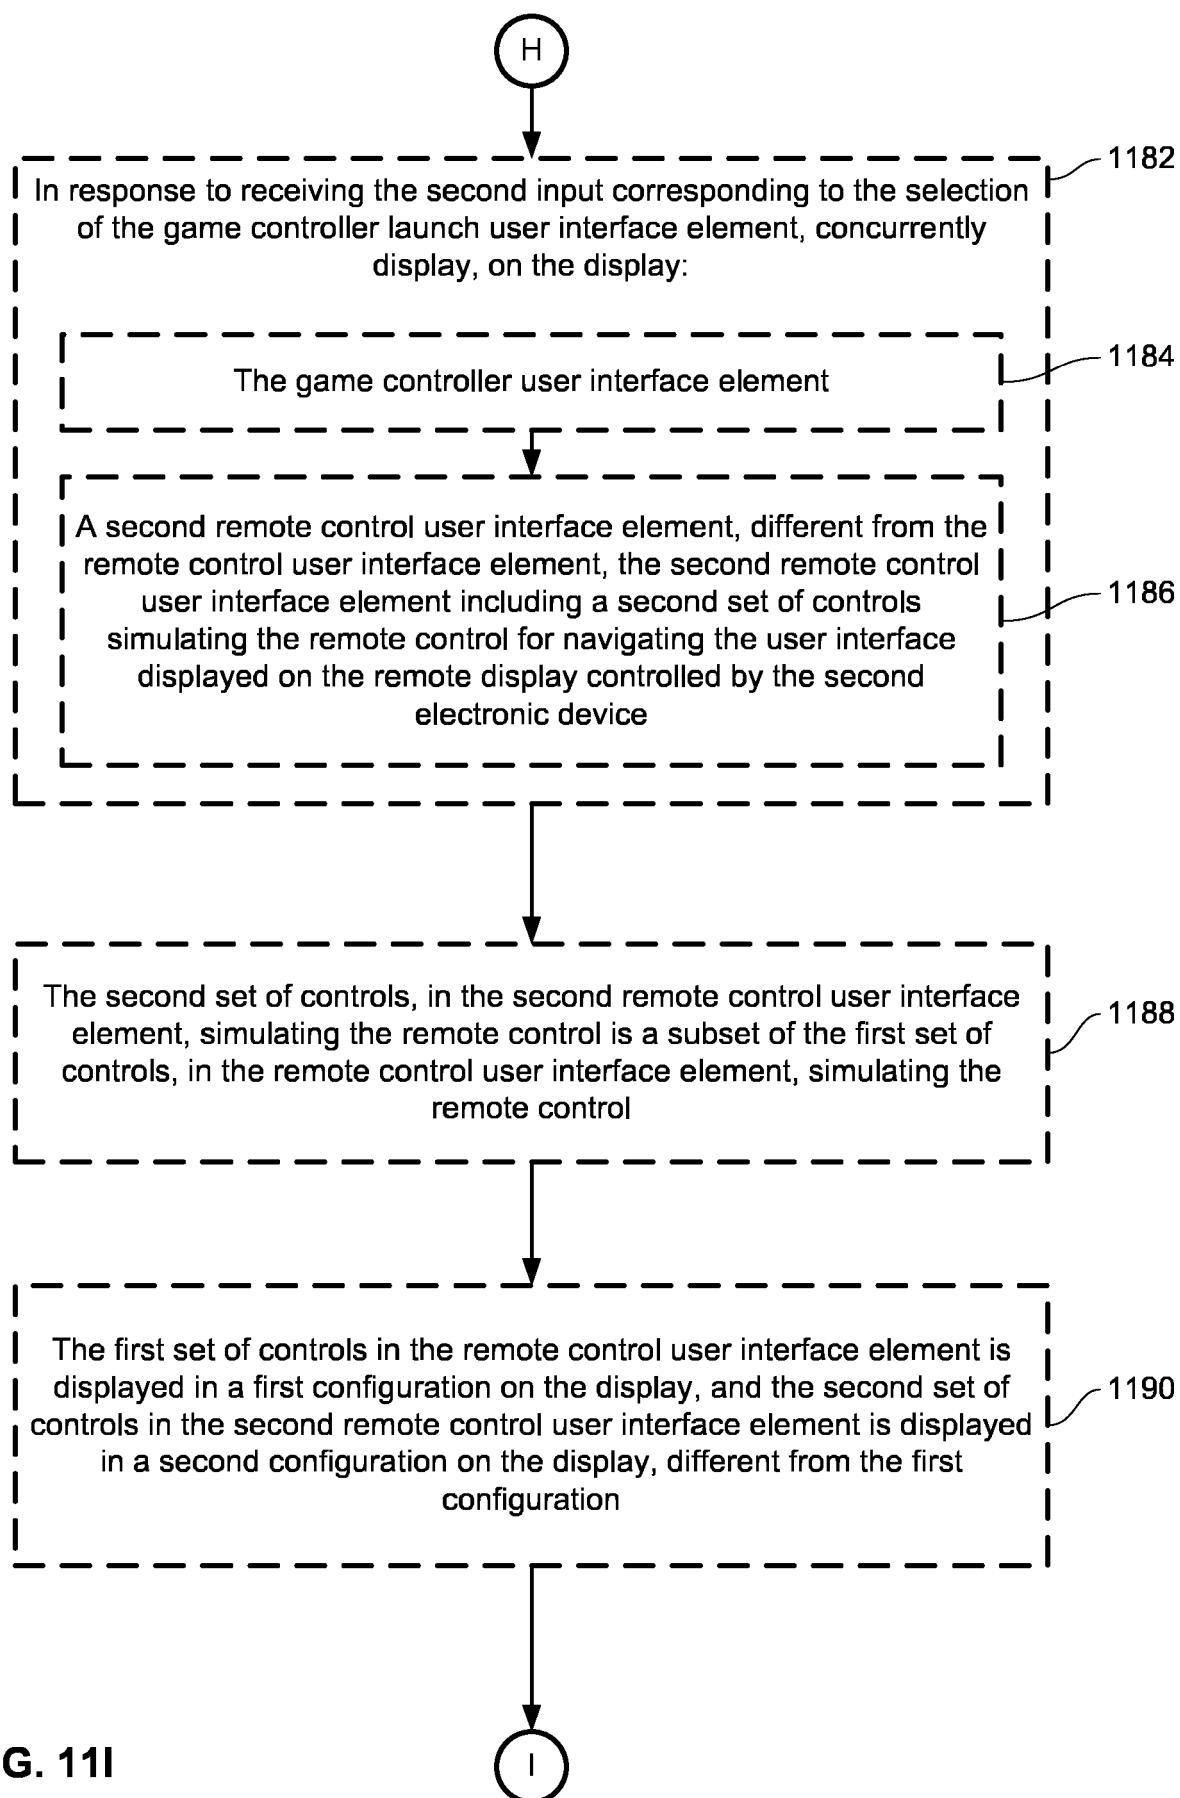 H
1182
In response to receiving the second input corresponding to the selection
of the game controller launch user interface element, concurrently
display, on the display:
1184
The game controller user interface element
A second remote control user interface element, different from the
remote control user interface element, the second remote control
user interface element including a second set of controls
simulating the remote control for navigating the user interface
displayed on the remote display controlled by the second
electronic device
1186
The second set of controls, in the second remote control user interface
element, simulating the remote control is a subset of the first set of
controls, in the remote control user interface element, simulating the
remote control
1188
The first set of controls in the remote control user interface element is
displayed in a first configuration on the display, and the second set of
controls in the second remote control user interface element is displayed
in a second configuration on the display, different from the first
configuration
1190
G. 11I
I